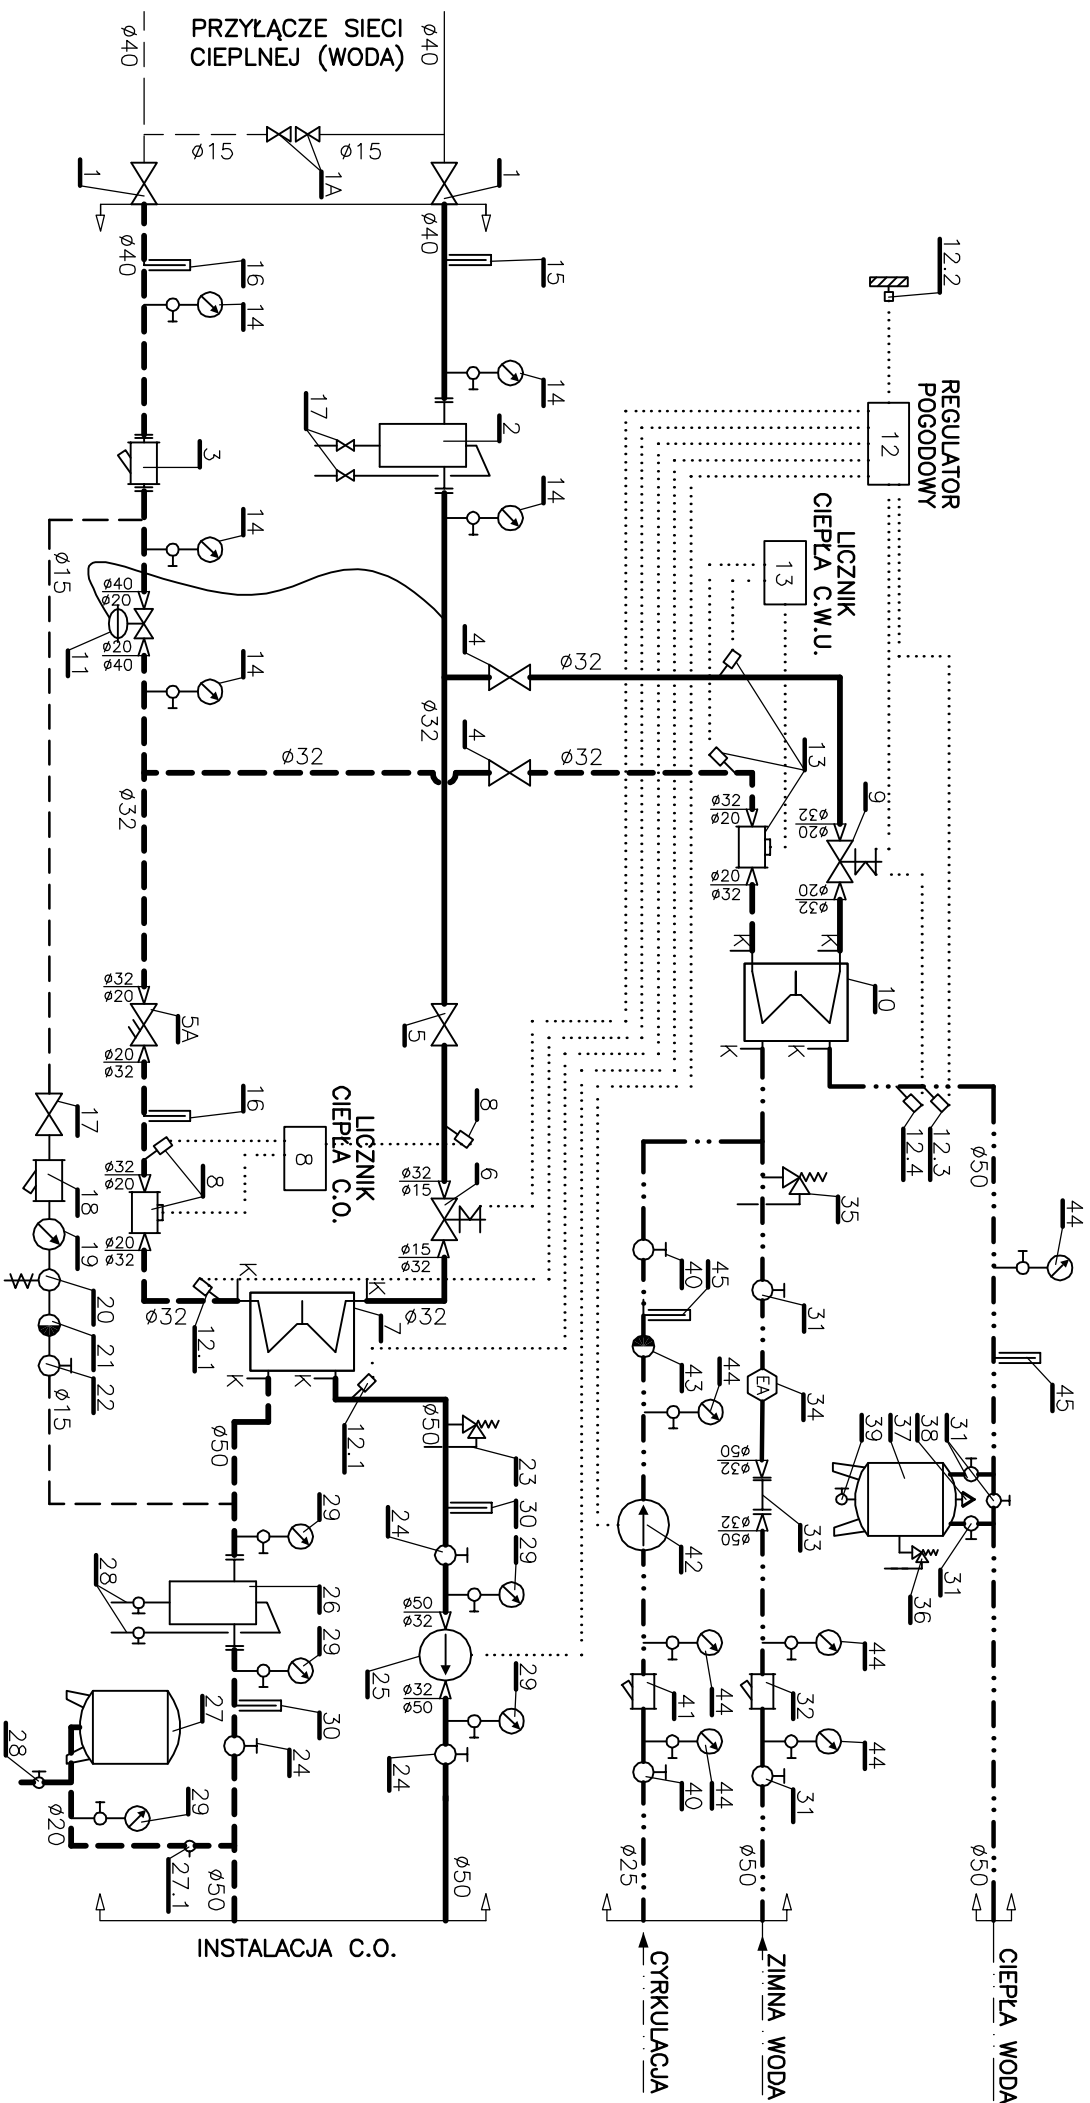 PRZYŁĄCZE SIECI
CIEPLNEJ (WODA)
ø40
ø40
ø15
ø15
1A
1
1
ø40
ø40
16
14
15
14
12.2
REGULATOR
POGODOWY
12
17
2
14
3
14
LICZNIK
CIEPŁA C.W.U.
13
ø15
ø40
ø20
11
ø20
ø40
14
4
ø32
ø32
4
ø32
ø32
ø32
13
9
ø32
ø20
ø20
ø32
ø32
ø20
ø20
ø32
K
K
10
K
K
12.4
12.3
ø50
44
ø32
ø20
5A
ø20
ø32
5
16
17
18
19
20
21
22
ø15
LICZNIK
CIEPŁA C.O.
8
8
8
ø32
ø20
ø20
ø32
ø32
ø15
6
ø15
ø32
ø32
12.1
K
K
7
ø32
K
K
12.1
ø50
ø50
35
40
45
43
44
31
34
45
23
30
29
24
ø50
ø32
25
ø32
ø50
29
24
29
28
26
29
30
24
27
28
29
ø20
27.1
ø50
ø50
ø50
ø32
33
ø32
ø50
42
39
37
38
31
31
36
44
41
44
40
44
32
44
31
ø25
ø50
ø50
EA
INSTALACJA C.O.
CYRKULACJA
ZIMNA WODA
CIEPŁA WODA